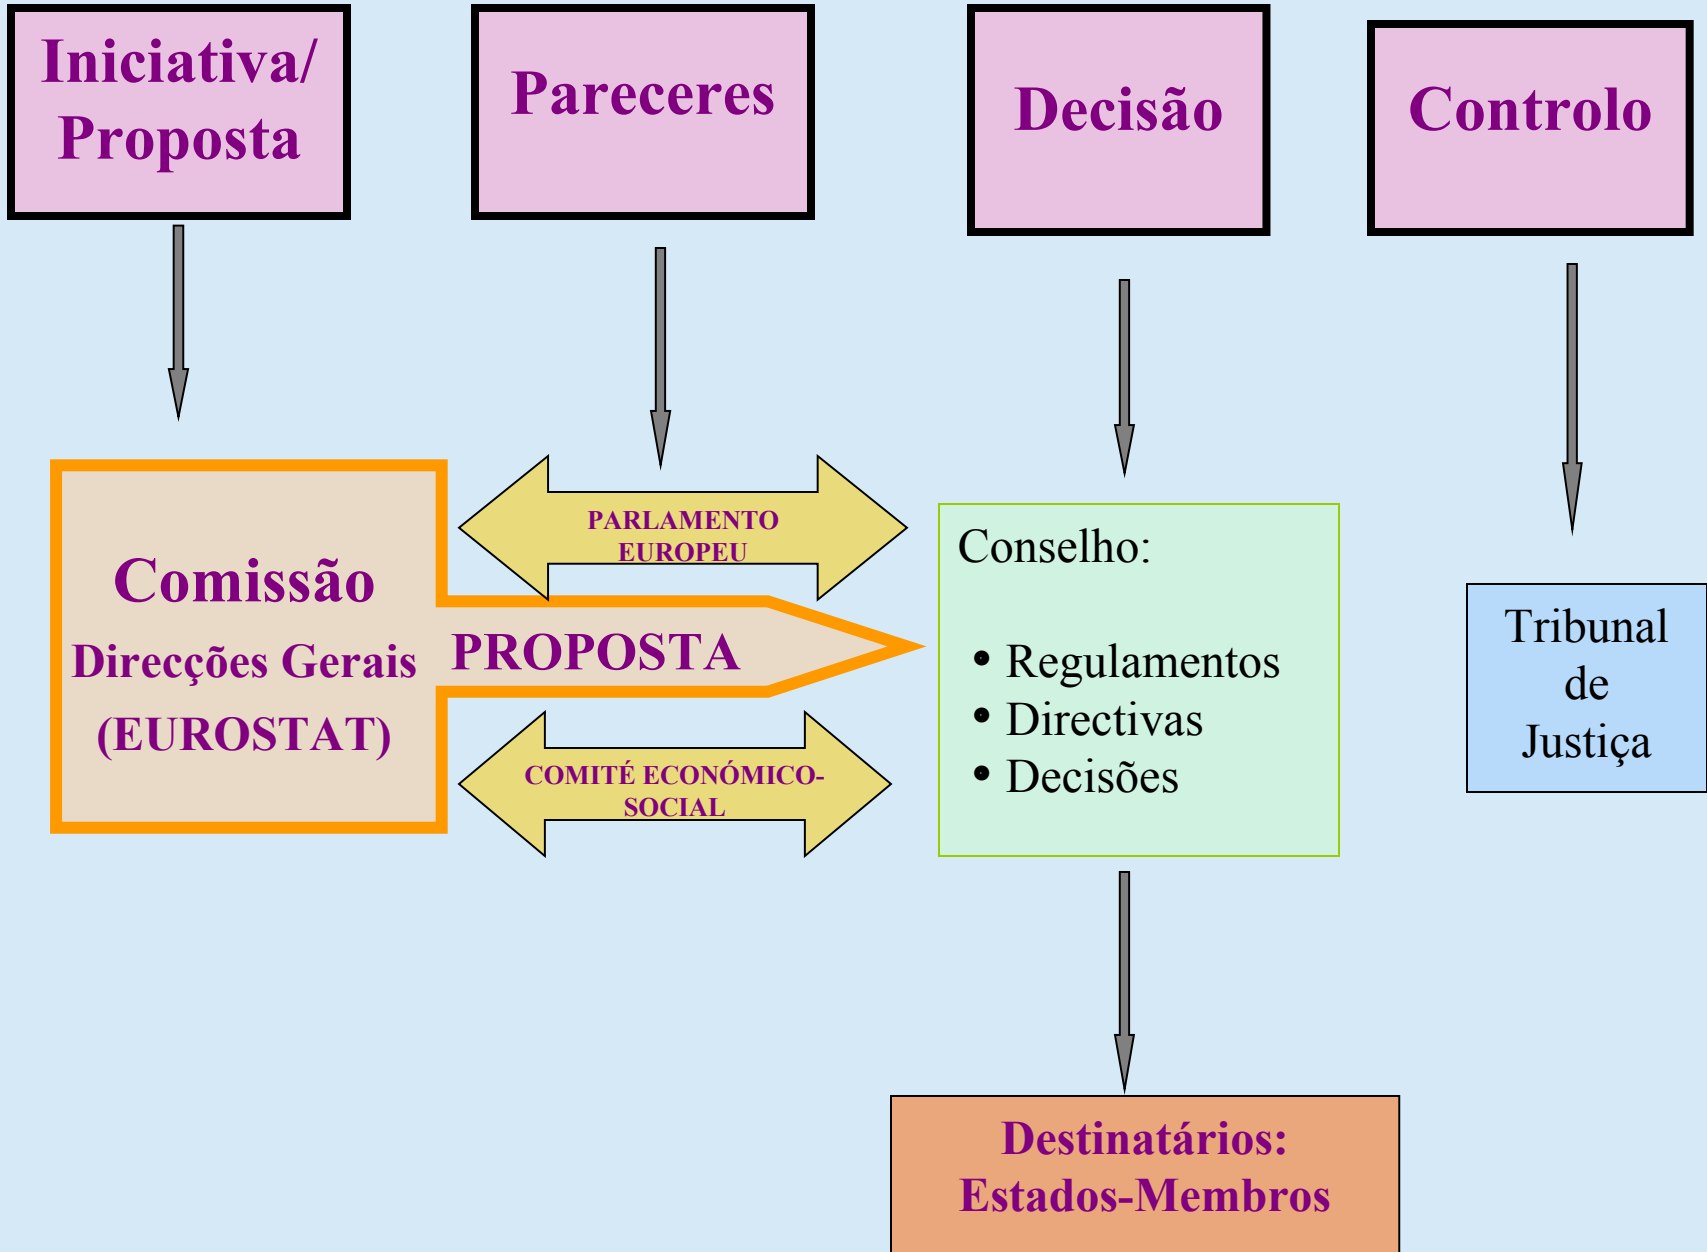 Iniciativa/
Proposta
Pareceres
Decisão
Controlo
Comissão
Direcções Gerais
(EUROSTAT)
PARLAMENTO
EUROPEU
PROPOSTA
COMITÉ ECONÓMICO-
SOCIAL
Conselho:
• Regulamentos
• Directivas
• Decisões
Tribunal
de
Justiça
Destinatários:
Estados-Membros